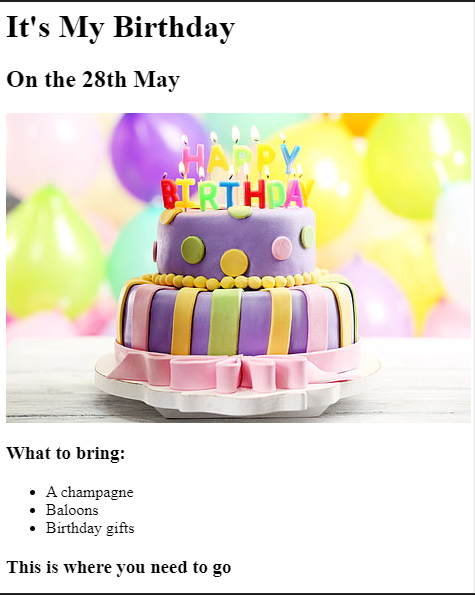 It's My Birthday
On the 28th May
HAPPY
BIRTHDAY
What to bring:
A champagne
Baloons
Birthday gifts
This is where you need to go